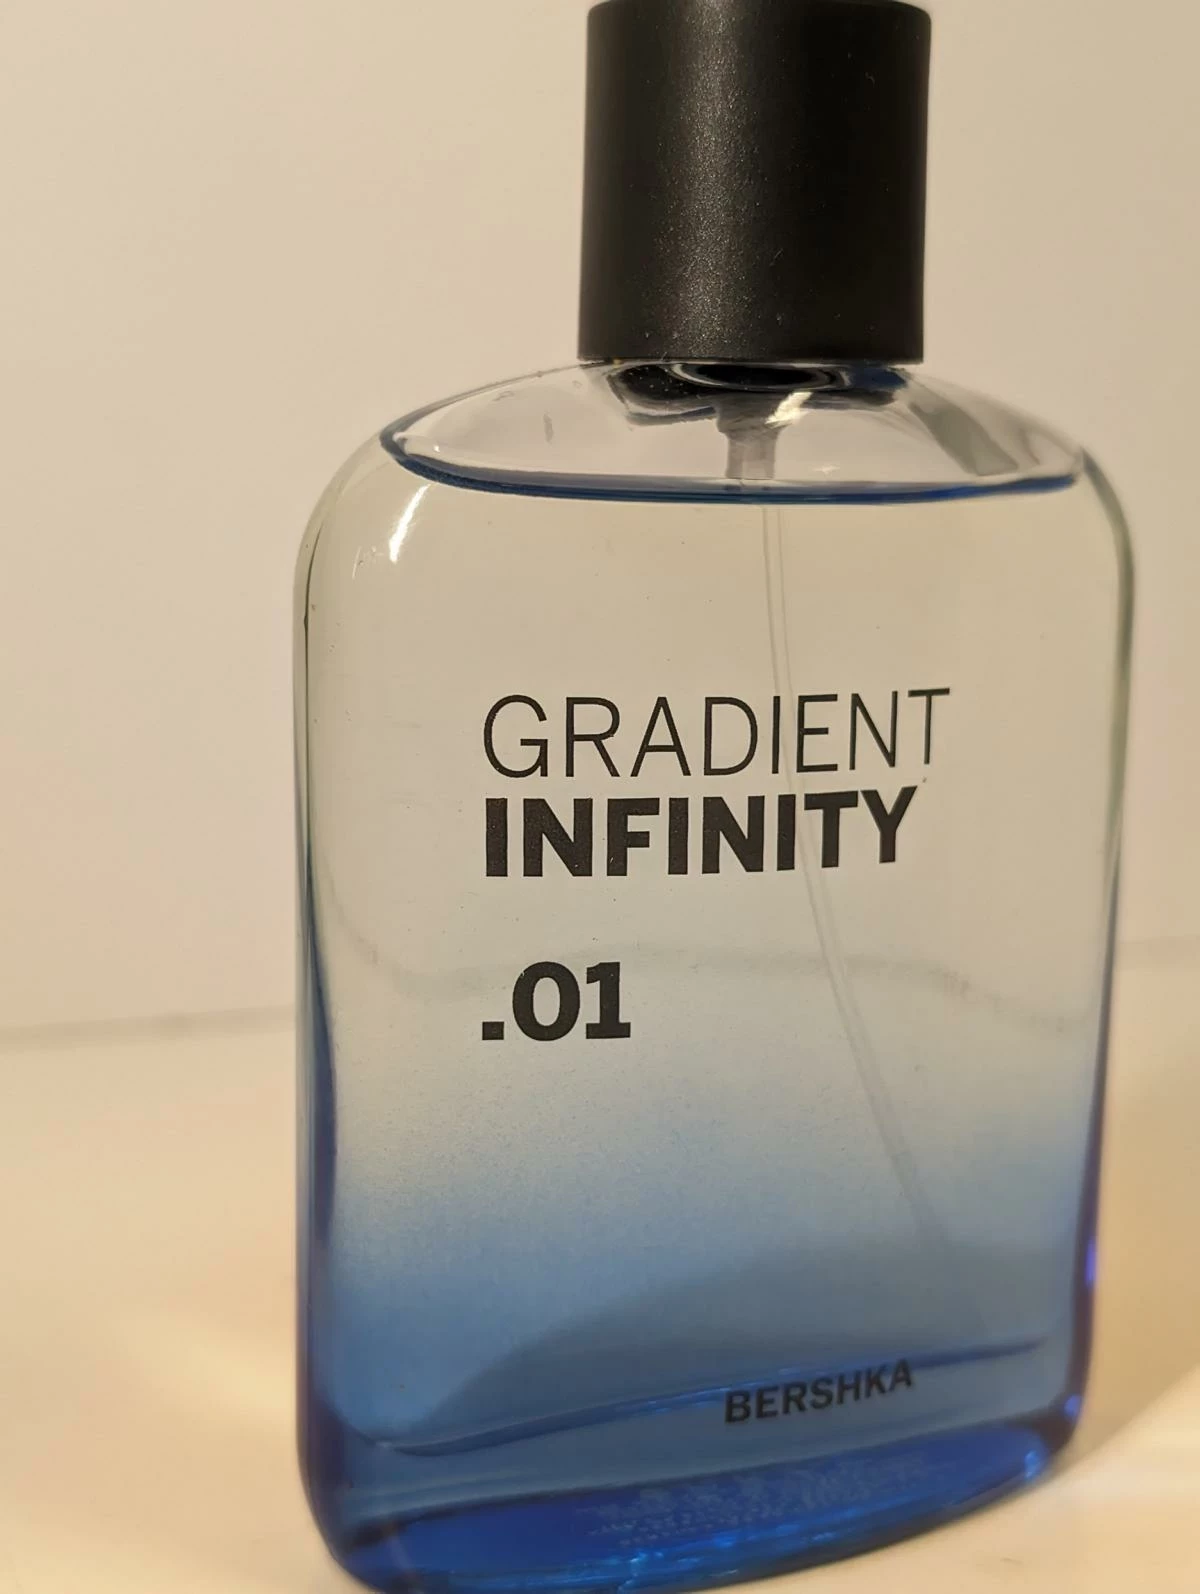 GRADIENT
INFINITY
.01
BERSHKA